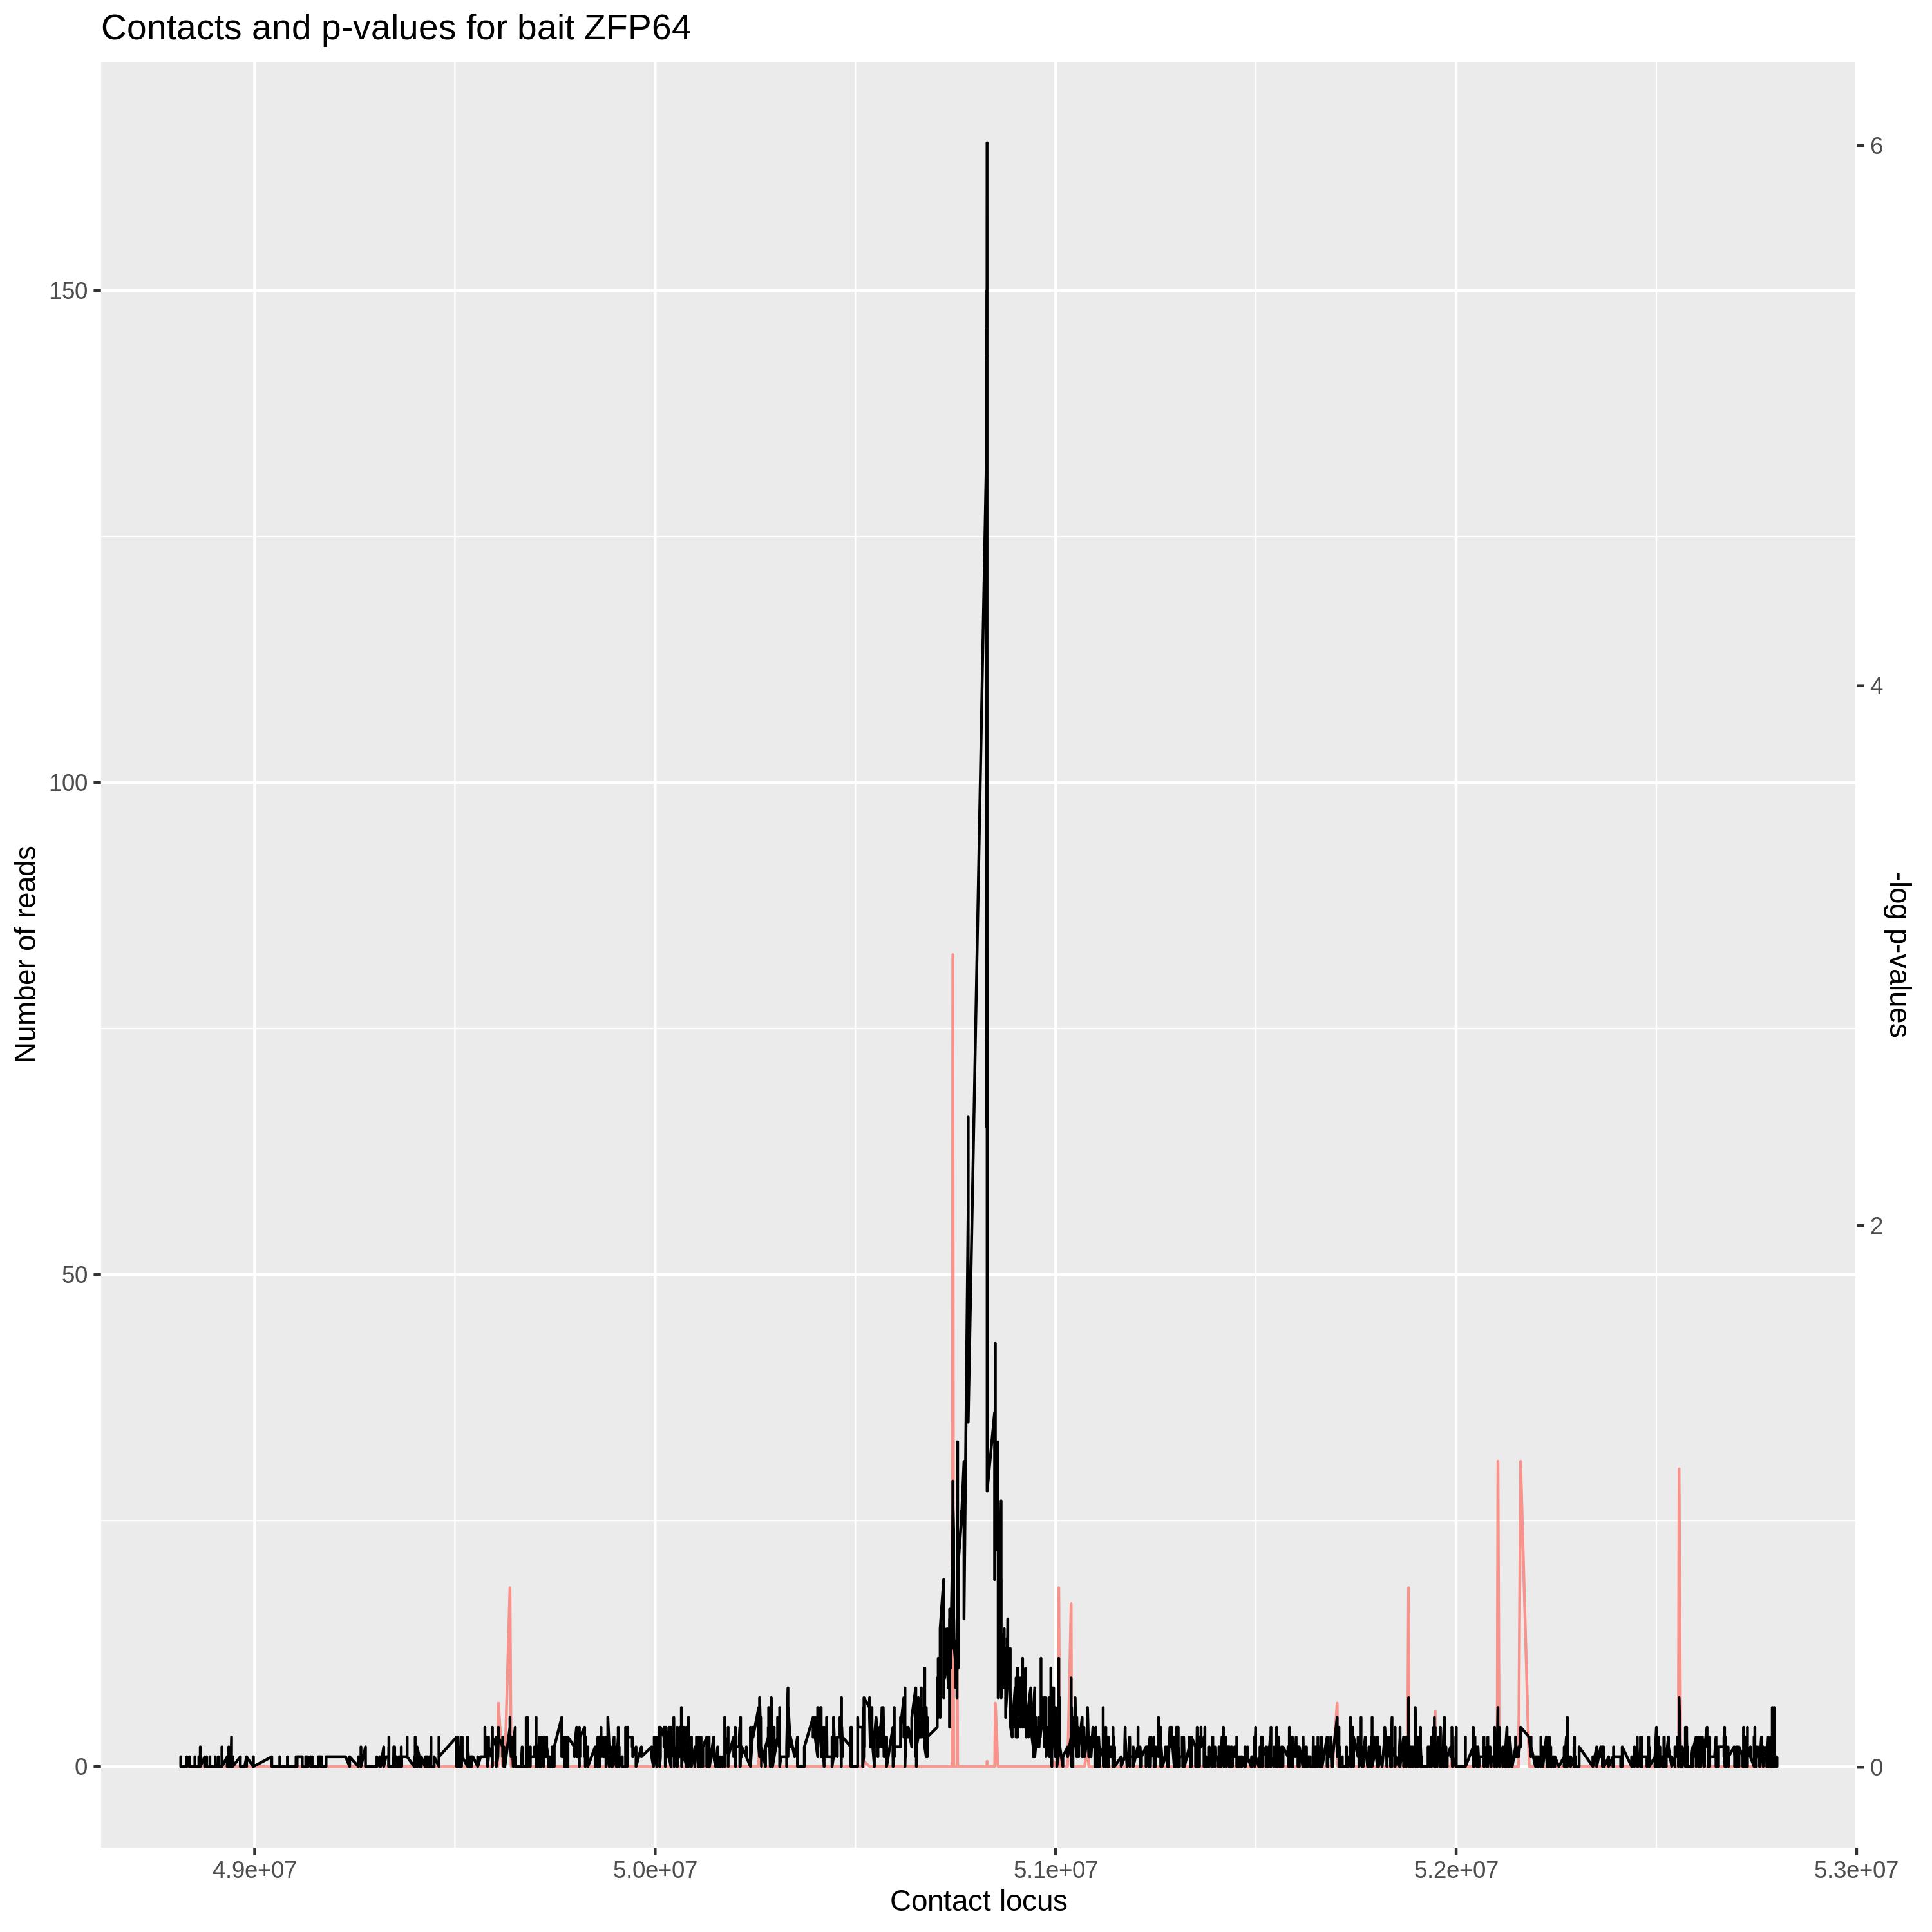 Contacts and p-values for bait ZFP64
Number of reads
150
100
50
0
6
4
2
0
-log p-values
4.9e+07
5.0e+07
5.1e+07
5.2e+07
5.3e+07
Contact locus